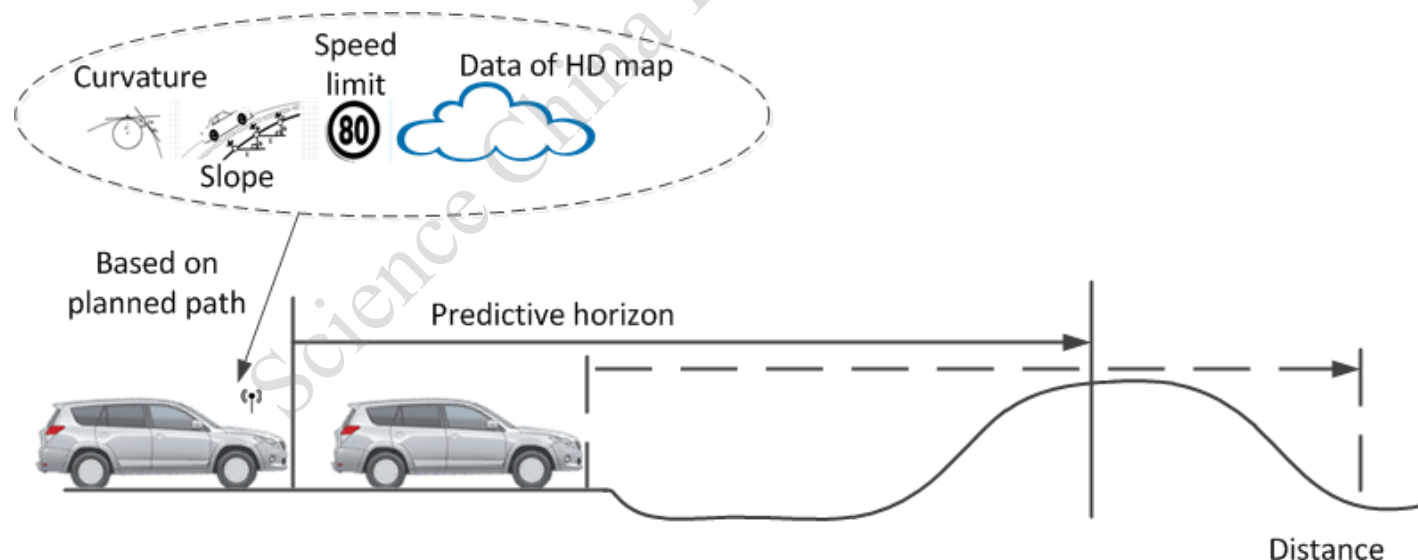 Curvature
Speed
limit
Data of HD map
80
Slope
Based on
planned path
Predictive horizon
Distance
Science China